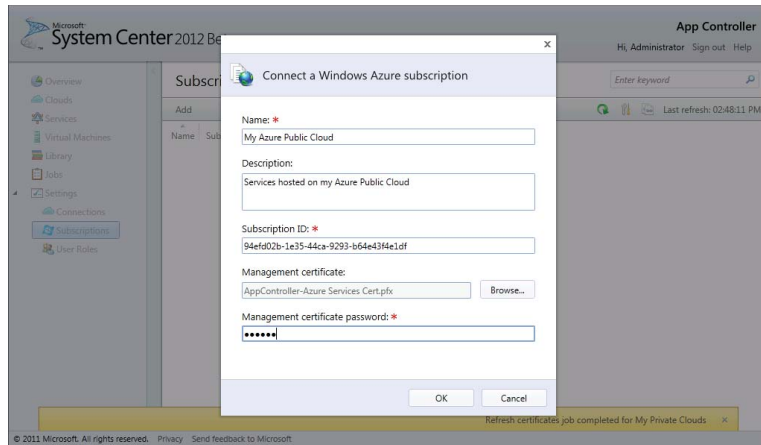 Microsoft
System Center 2012 Be
App Controller
Hi, Administrator Sign out Help
Overview
Clouds
Services
Virtual Machines
Library
Jobs
Settings
Connections
Subscriptions
User Roles
Subscri
Enter keyword
Add
Last refresh: 02:48:11 PM
Name Sub
x
Connect a Windows Azure subscription
Name: *
My Azure Public Cloud
Description:
Services hosted on my Azure Public Cloud
Subscription ID: *
94efd02b-1e35-44ca-9293-b64e43f4e1df
Management certificate:
AppController-Azure Services Cert.pfx
Browse...
Management certificate password: *
••••••
OK Cancel
Refresh certificates job completed for My Private Clouds ×
© 2011 Microsoft. All rights reserved. Privacy Send feedback to Microsoft